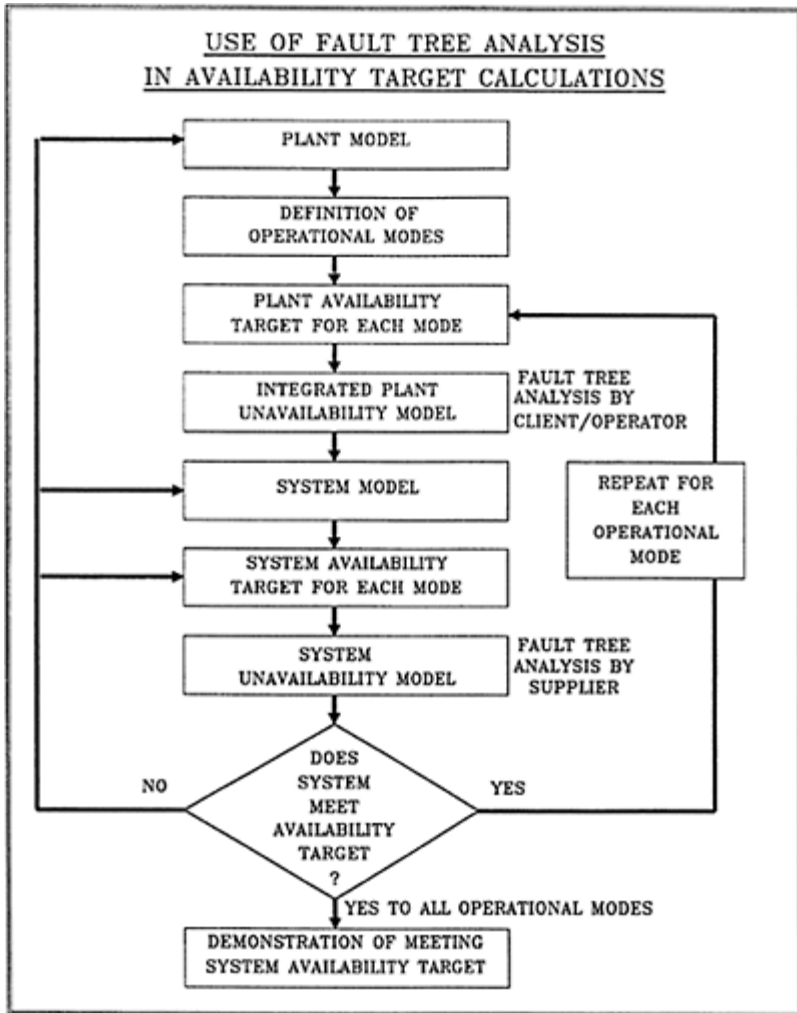 USE OF FAULT TREE ANALYSIS
IN AVAILABILITY TARGET CALCULATIONS
PLANT MODEL
DEFINITION OF
OPERATIONAL MODES
PLANT AVAILABILITY
TARGET FOR EACH MODE
INTEGRATED PLANT
UNAVAILABILITY MODEL
FAULT TREE
ANALYSIS BY
CLIENT/OPERATOR
SYSTEM MODEL
REPEAT FOR
EACH
OPERATIONAL
MODE
SYSTEM AVAILABILITY
TARGET FOR EACH MODE
SYSTEM
UNAVAILABILITY MODEL
FAULT TREE
ANALYSIS BY
SUPPLIER
NO
DOES
SYSTEM
MEET
AVAILABILITY
TARGET
?
YES
YES TO ALL OPERATIONAL MODES
DEMONSTRATION OF MEETING
SYSTEM AVAILABILITY TARGET